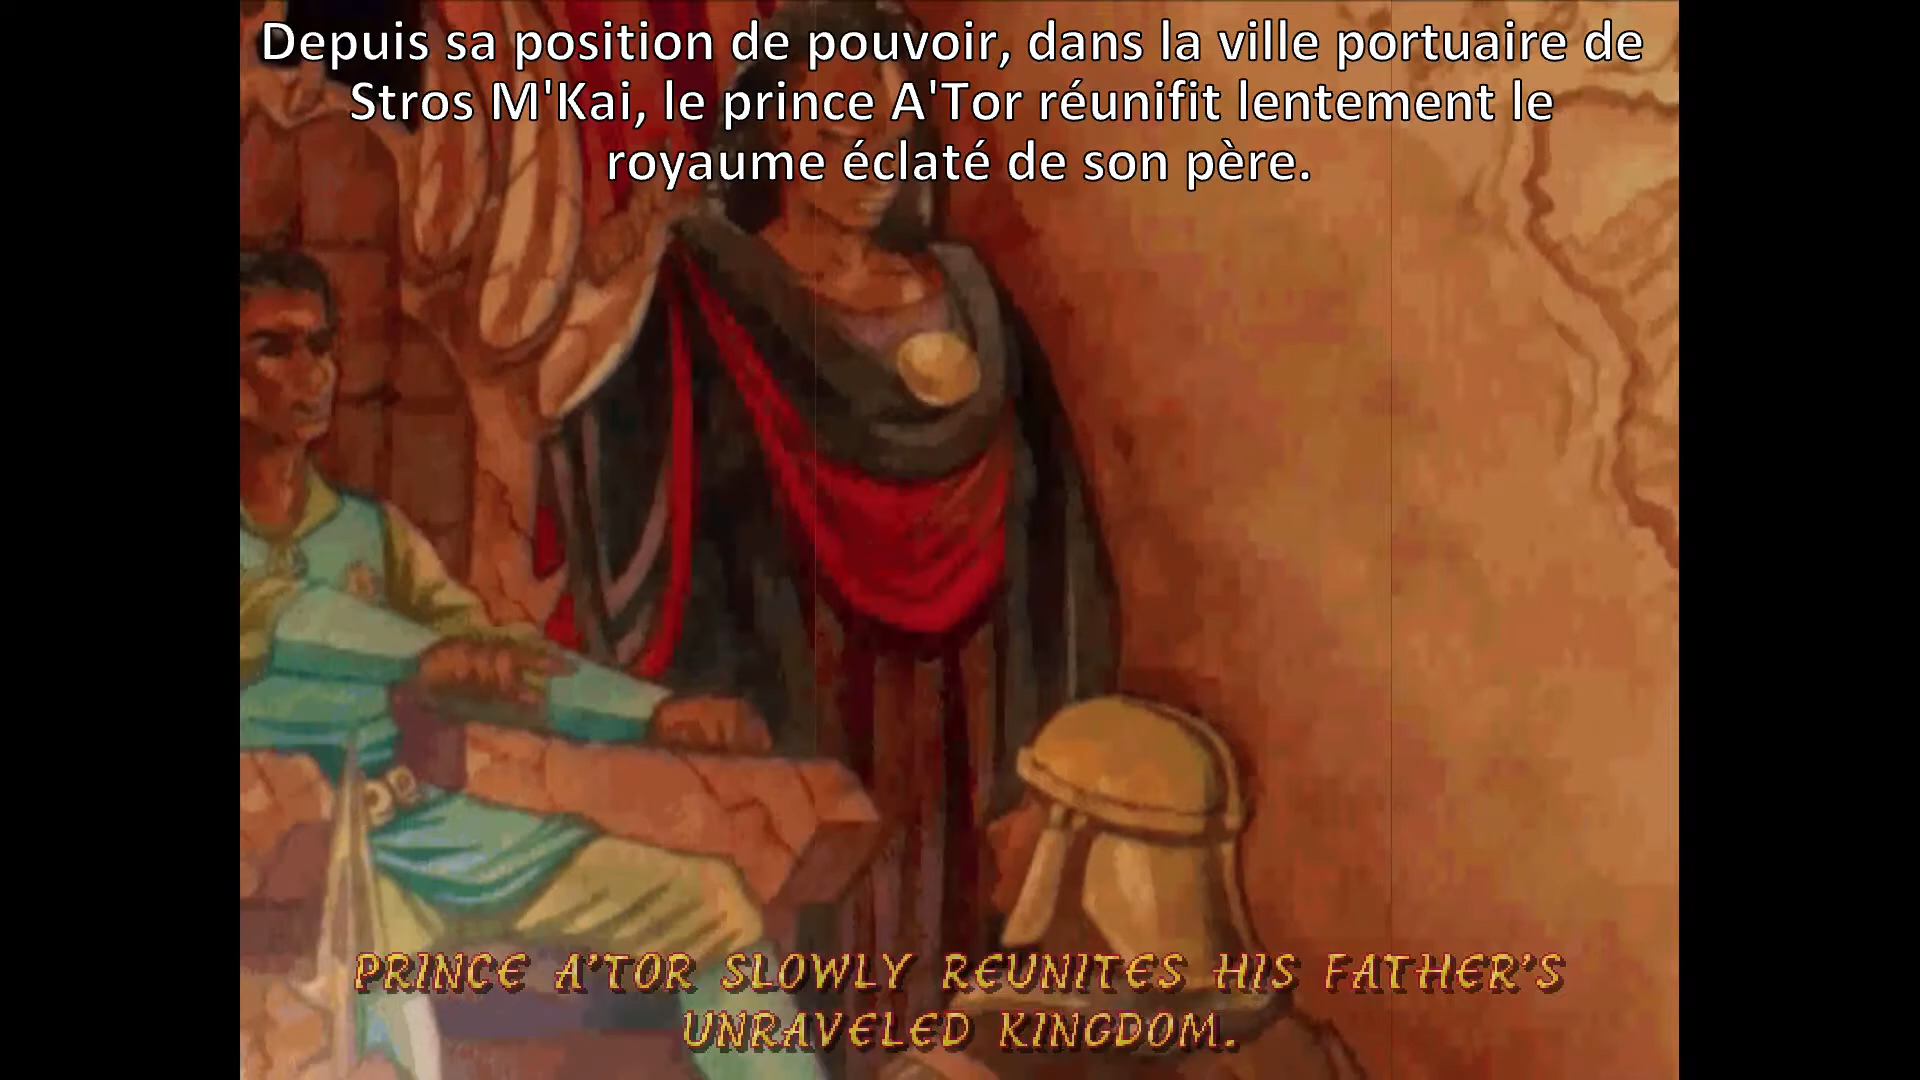 Depuis sa position de pouvoir, dans la ville portuaire de
Stros M'Kai, le prince A'Tor réunifit lentement le
royaume éclaté de son père.
PRINCE A'TOR SLOWLY REUNITES HIS FATHER'S
UNRAVELED KINGDOM.